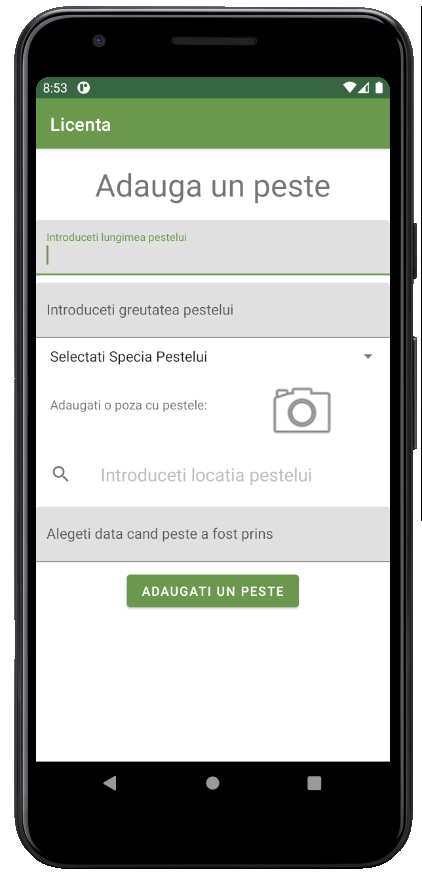 8:53
Licenta
Adauga un peste
Introduceti lungimea pestelui
Introduceti greutatea pestelui
Selectati Specia Pestelui
Adaugati o poza cu pestele:
Introduceti locatia pestelui
Alegeti data cand peste a fost prins
ADAUGATI UN PESTE